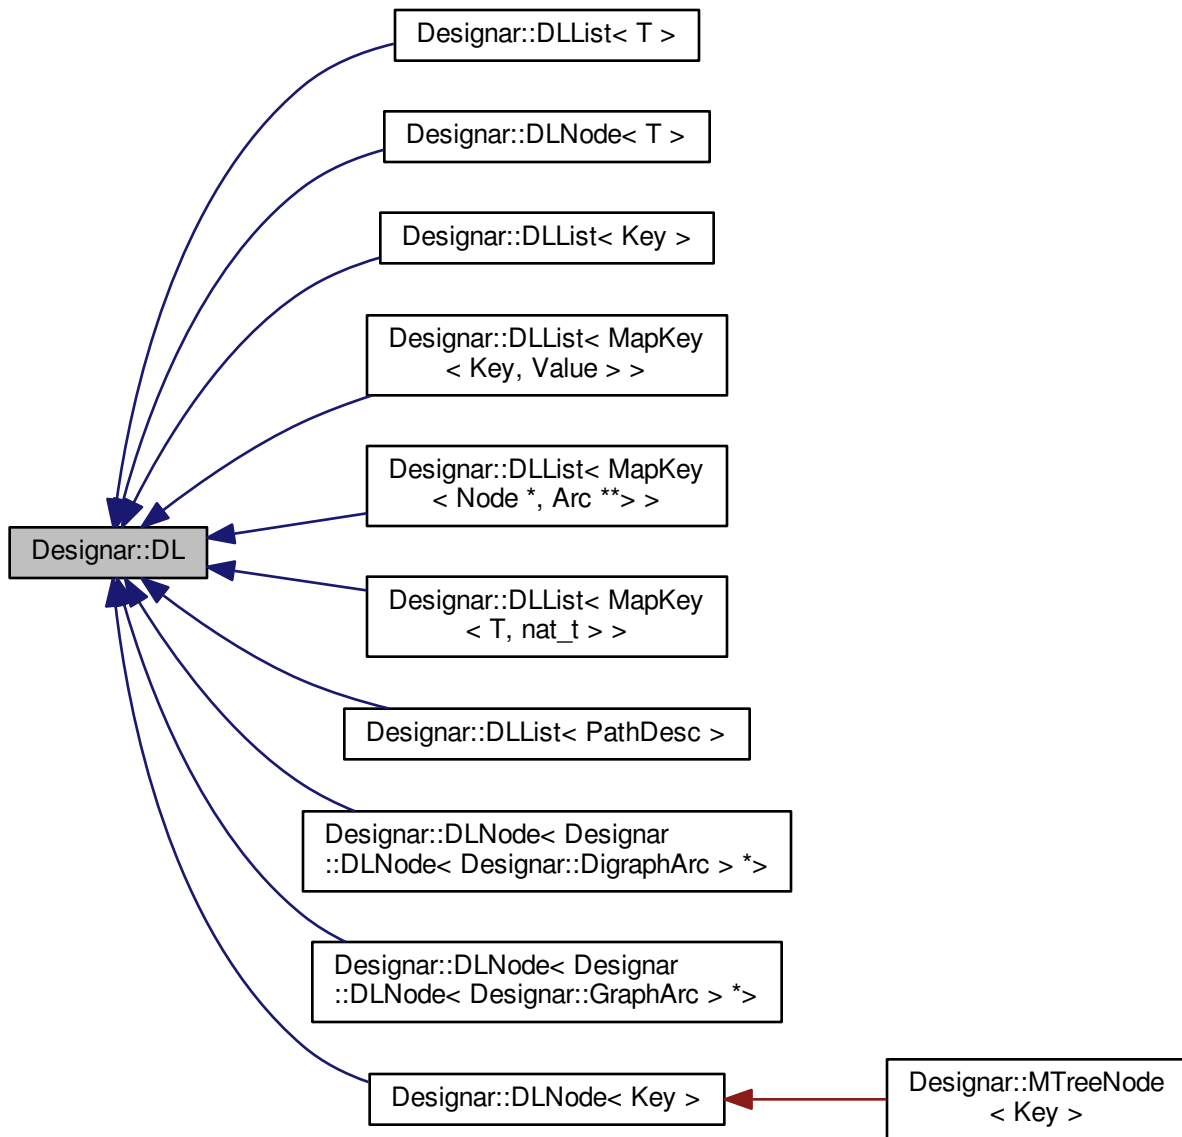 Designar::DLList< T >
Designar::DLNode< T >
Designar::DLList< Key >
Designar::DLList< MapKey
< Key, Value > >
Designar::DLList< MapKey
< Node *, Arc **> >
Designar::DL
Designar::DLList< MapKey
< T, nat_t > >
Designar::DLList< PathDesc >
Designar::DLNode< Designar
::DLNode< Designar::DigraphArc > *>
Designar::DLNode< Designar
::DLNode< Designar::GraphArc > *>
Designar::DLNode< Key >
Designar::MTreeNode
< Key >